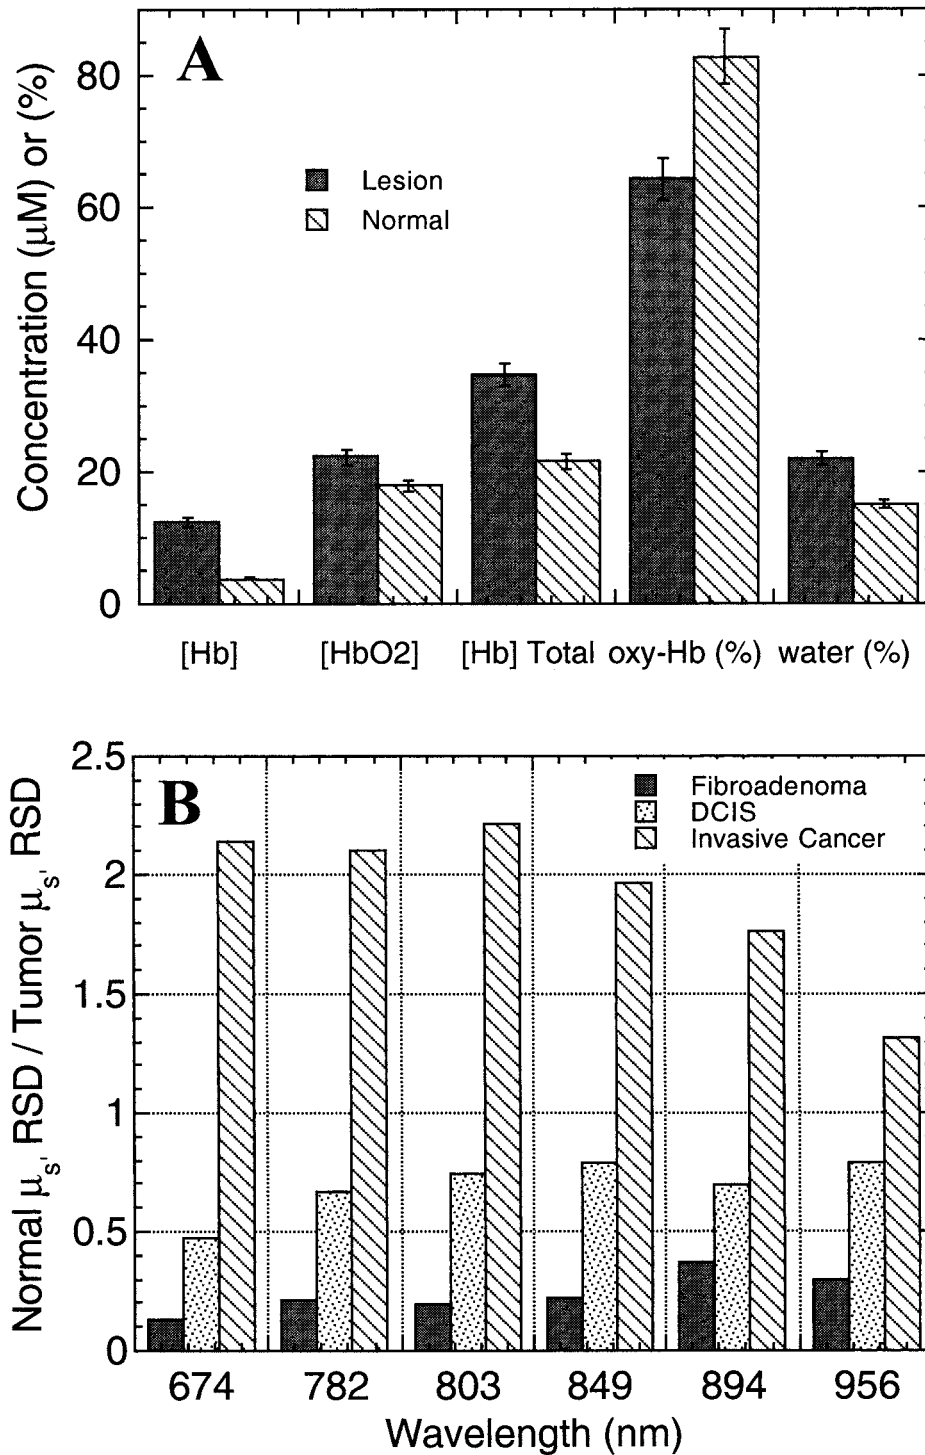 A
Concentration (μM) or (%)
80
60
40
20
0
Lesion
Normal
[Hb] [HbO2] [Hb] Total oxy-Hb (%) water (%)
B
Normal μs' RSD / Tumor μs' RSD
2.5
2
1.5
1
0.5
0
Fibroadenoma
DCIS
Invasive Cancer
674 782 803 849 894 956
Wavelength (nm)